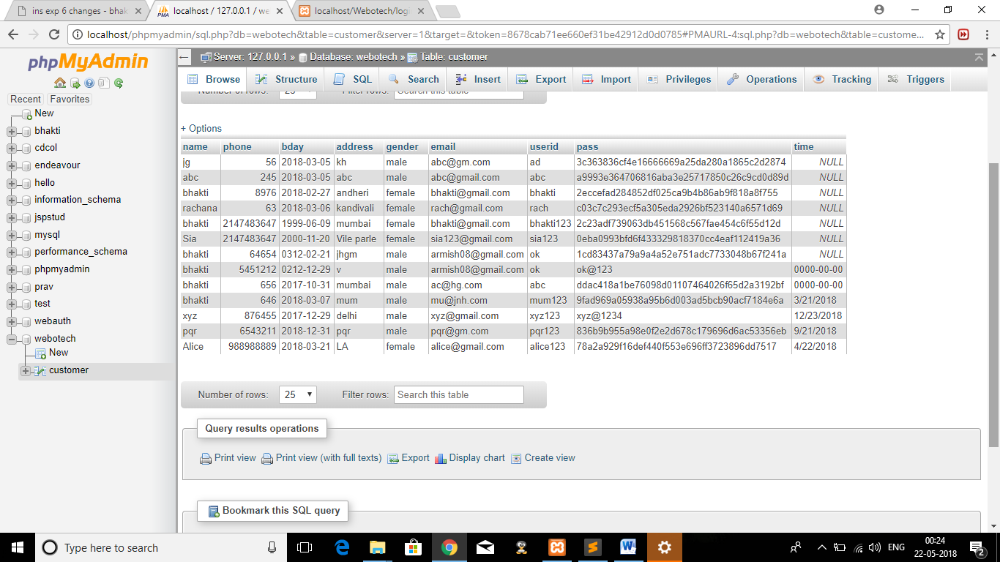 ins exp 6 changes - bhak
localhost / 127.0.0.1 / we
localhost/Webotech/logi
localhost/phpmyadmin/sql.php?db=webotech&table=customer&server=1&target=&token=8678cab71ee660ef31be42912d0d0785#PMAURL-4:sql.php?db=webotech&table=custome...
phpMyAdmin
Recent Favorites
New
bhakti
cdcol
endeavour
hello
information_schema
jspstud
mysql
performance_schema
phpmyadmin
prav
test
webauth
webotech
New
customer
Server: 127.0.0.1 » Database: webotech » Table: customer
Browse Structure SQL Search Insert Export Import Privileges Operations Tracking Triggers
Number of rows: 25 Filter rows: Search this table
+ Options
name phone bday address gender email userid pass time
jg 56 2018-03-05 kh male abc@gm.com ad 3c363836cf4e16666669a25da280a1865c2d2874 NULL
abc 245 2018-03-05 abc male abc@gmail.com abc a9993e364706816aba3e25717850c26c9cd0d89d NULL
bhakti 8976 2018-02-27 andheri female bhakti@gmail.com bhakti 2eccefad284852df025ca9b4b86ab9f818a8f755 NULL
rachana 63 2018-03-06 kandivali female rach@gmail.com rach c03c7c293ecf5a305eda2926bf523140a6571d69 NULL
bhakti 2147483647 1999-06-09 mumbai female bhakti@gmail.com bhakti123 2c23adf739063db451568c567fae454c6f55d12d NULL
Sia 2147483647 2000-11-20 Vile parle female sia123@gmail.com sia123 0eba0993bfd6f433329818370cc4eaf112419a36 NULL
bhakti 64654 0312-02-21 jhgm male armish08@gmail.com ok 1cd83437a79a9a4a52e751adc7733048b67f241a NULL
bhakti 5451212 0212-12-29 v male armish08@gmail.com ok ok@123 0000-00-00
bhakti 656 2017-10-31 mumbai male ac@hg.com abc ddac418a1be76098d01107464026f65d2a3192bf 0000-00-00
bhakti 646 2018-03-07 mum male mu@jnh.com mum123 9fad969a05938a95b6d003ad5bcb90acf7184e6a 3/21/2018
xyz 876455 2017-12-29 delhi male xyz@gmail.com xyz123 xyz@1234 12/23/2018
pqr 6543211 2018-12-31 pqr male pqr@gm.com pqr123 836b9b955a98e0f2e2d678c179696d6ac53356eb 9/21/2018
Alice 988988889 2018-03-21 LA female alice@gmail.com alice123 78a2a929f16def440f553e696ff3723896dd7517 4/22/2018
Number of rows: 25 Filter rows: Search this table
Query results operations
Print view Print view (with full texts) Export Display chart Create view
Bookmark this SQL query
Type here to search
ENG
00:24
22-05-2018
2